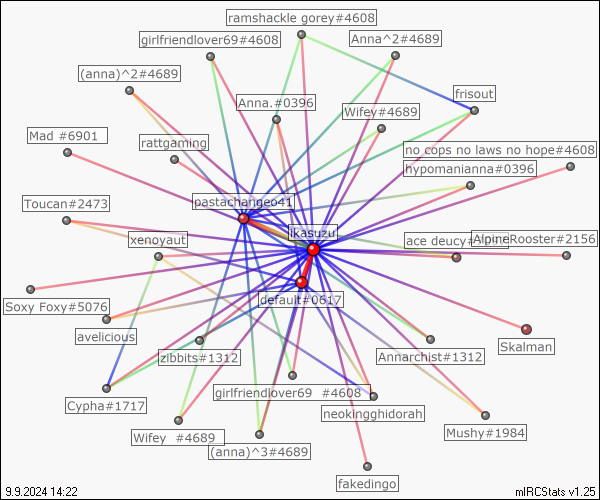 ramshackle gorey#4608
girlfriendlover69#4608
Anna^2#4689
(anna)^2#4689
frisout
Anna.#0396
Wifey#4689
Mad #6901
rattgaming
no cops no laws no hope#4608
hypomanianna#0396
Toucan#2473
pastachangeo41
ikasuzu
xenoyaut
ace deucy#
AlpineRooster#2156
default#0617
Soxy Foxy#5076
avelicious
zlbbits#1312
Annarchist#1312
Skalman
girlfriendlover69 #4608
Cypha#1717
neokingghidorah
Wifey #4689
(anna)^3#4689
Mushy#1984
fakedingo
9.9.2024 14:22
mIRCStats v1.25